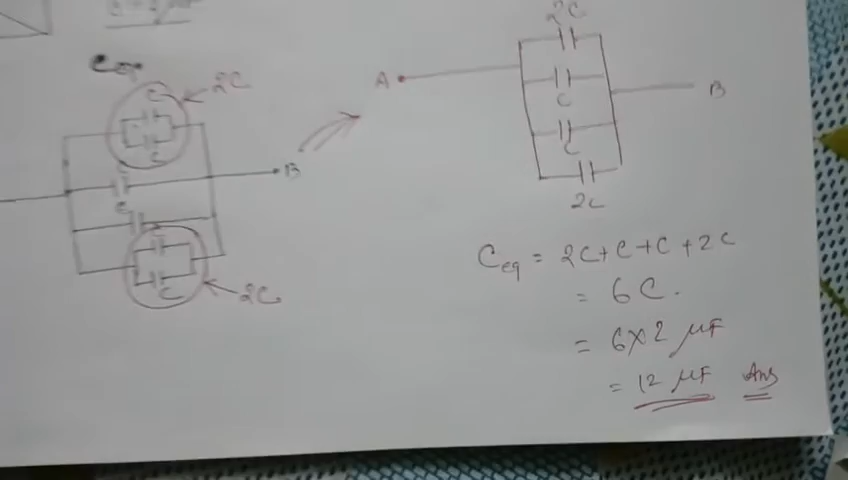 Ceq
2C
C
C
B
C
C
C
C
2C
2C
A
C
C
B
2C
Ceq = 2C+C+C+2C
= 6C.
= 6×2 μF
= 12 μF Ans